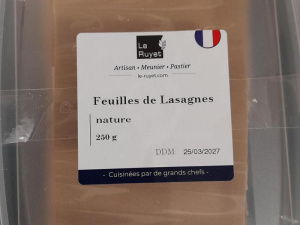 Le
Ruyet
Artisan • Meunier • Pastier
le-ruyet.com
Feuilles de Lasagnes
nature
250 g
DDM 25/03/2027
- Cuisinées par de grands chefs -